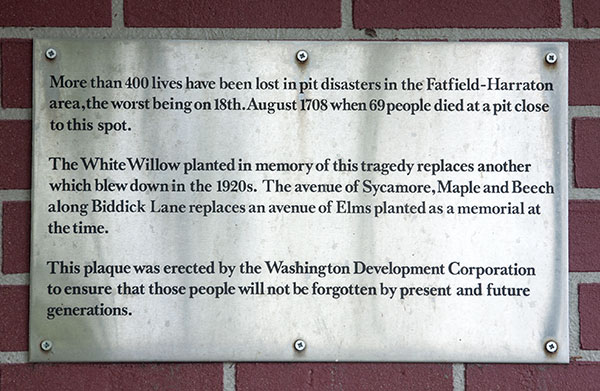 More than 400 lives have been lost in pit disasters in the Fatfield-Harraton
area, the worst being on 18th. August 1708 when 69 people died at a pit close
to this spot.
The White Willow planted in memory of this tragedy replaces another
which blew down in the 1920s. The avenue of Sycamore, Maple and Beech
along Biddick Lane replaces an avenue of Elms planted as a memorial at
the time.
This plaque was erected by the Washington Development Corporation
to ensure that those people will not be forgotten by present and future
generations.